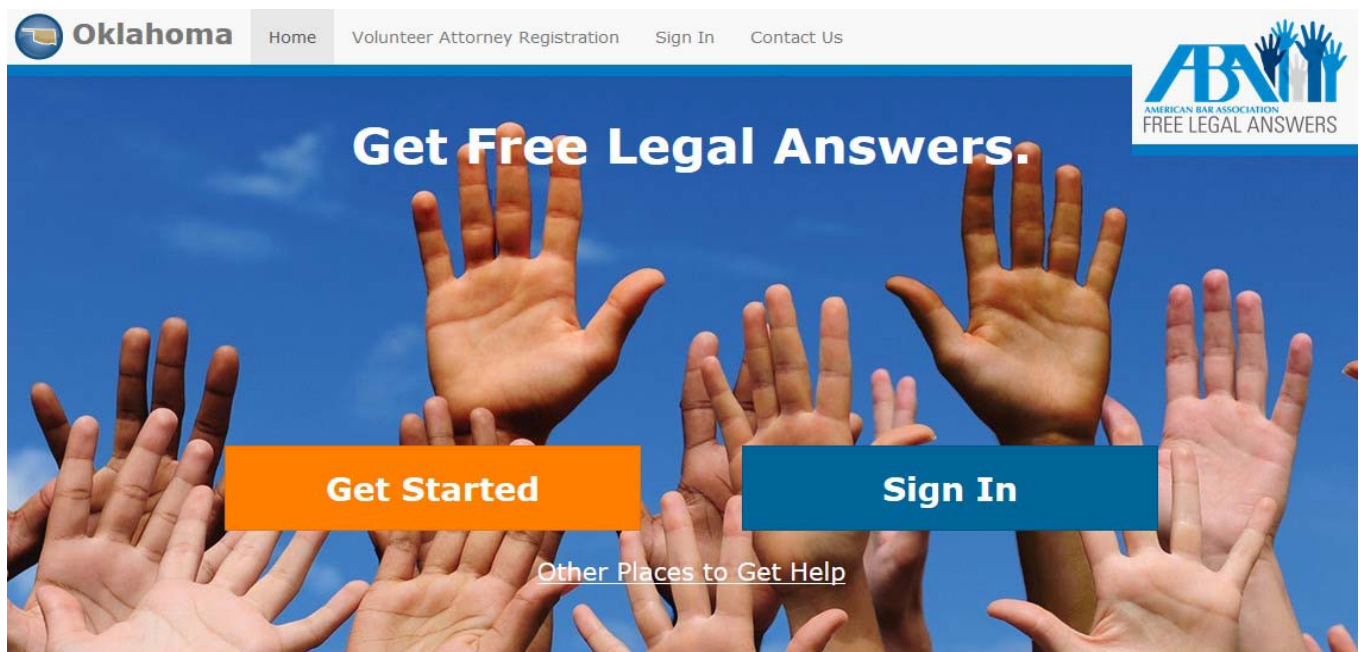 Oklahoma
Home
Volunteer Attorney Registration
Sign In
Contact Us
ABA
AMERICAN BAR ASSOCIATION
FREE LEGAL ANSWERS
Get Free Legal Answers.
Get Started
Sign In
Other Places to Get Help